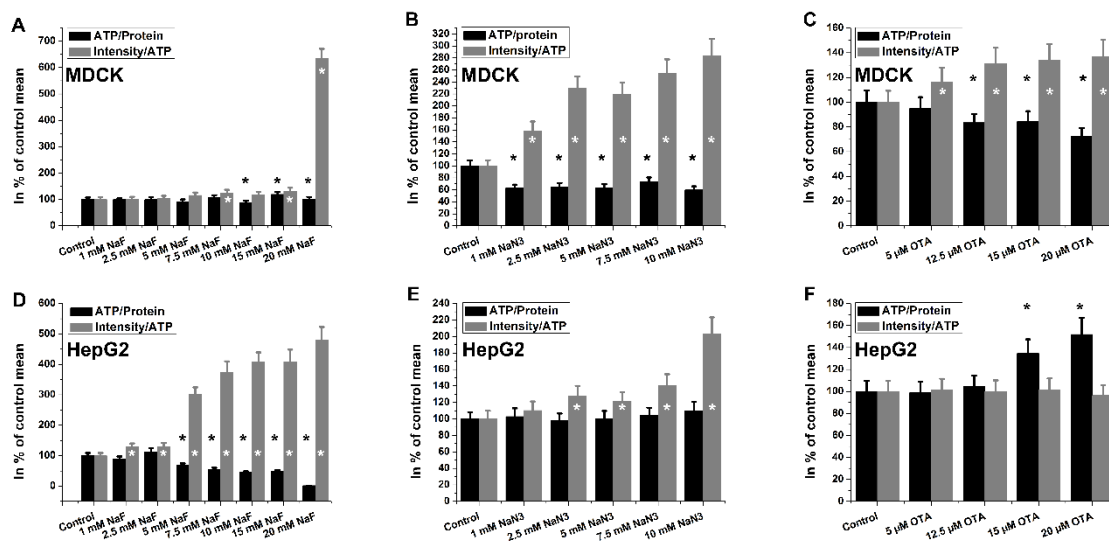 A
ATP/Protein
Intensity/ATP
MDCK
In % of control mean
700
600
500
400
300
200
100
0
* * *
* * *
Control
1 mM NaF
2.5 mM NaF
5 mM NaF
7.5 mM NaF
10 mM NaF
15 mM NaF
20 mM NaF
B
ATP/protein
Intensity/ATP
MDCK
In % of control mean
320
300
280
260
240
220
200
180
160
140
120
100
80
60
40
20
0
* * * * *
* * * * *
Control
1 mM NaN3
2.5 mM NaN3
5 mM NaN3
7.5 mM NaN3
10 mM NaN3
C
ATP/Protein
Intensity/ATP
MDCK
In % of control mean
140
120
100
80
60
40
20
0
* * *
* * * *
Control
5 µM OTA
12.5 µM OTA
15 µM OTA
20 µM OTA
D
ATP/Protein
Intensity/ATP
HepG2
In % of control mean
600
500
400
300
200
100
0
* * * * *
* * * * * * *
Control
1 mM NaF
2.5 mM NaF
5 mM NaF
7.5 mM NaF
10 mM NaF
15 mM NaF
20 mM NaF
E
ATP/Protein
Intensity/ATP
HepG2
In % of control mean
240
220
200
180
160
140
120
100
80
60
40
20
0
* * * *
Control
1 mM NaN3
2.5 mM NaN3
5 mM NaN3
7.5 mM NaN3
10 mM NaN3
F
ATP/Protein
Intensity/ATP
HepG2
In % of control mean
180
160
140
120
100
80
60
40
20
0
* *
Control
5 µM OTA
12.5 µM OTA
15 µM OTA
20 µM OTA